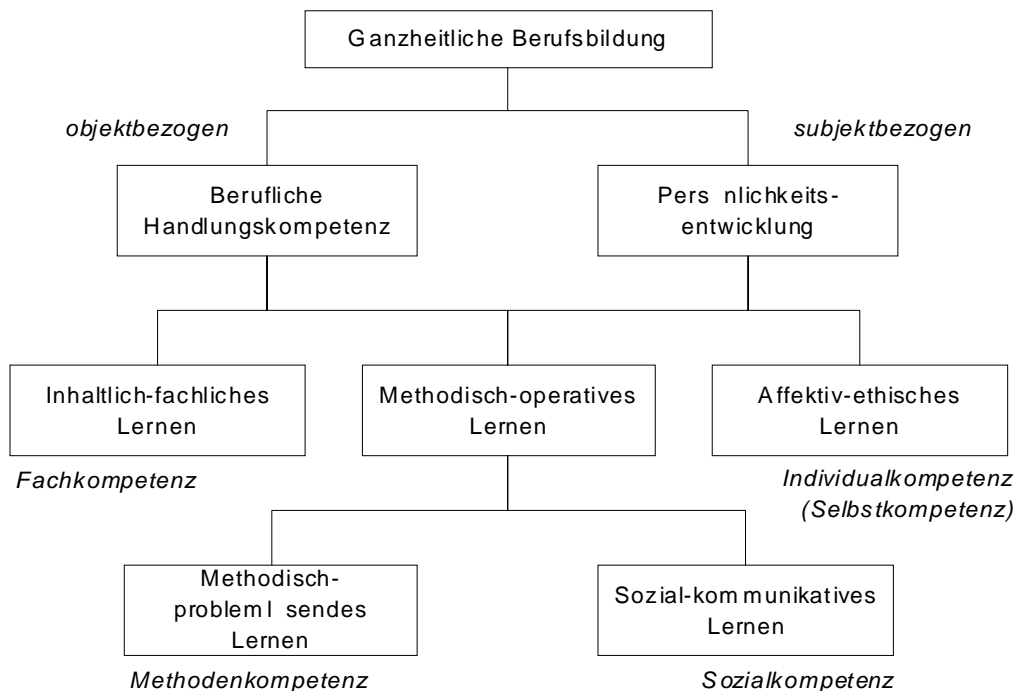 Ganzheitliche Berufsbildung
objektbezogen
subjektbezogen
Berufliche
Handlungskompetenz
Pers nlichkeits-
entwicklung
Inhaltlich-fachliches
Lernen
Methodisch-operatives
Lernen
Affektiv-ethisches
Lernen
Fachkompetenz
Individualkompetenz
(Selbstkompetenz)
Methodisch-
probleml sendes
Lernen
Sozial-kommunikatives
Lernen
Methodenkompetenz
Sozialkompetenz